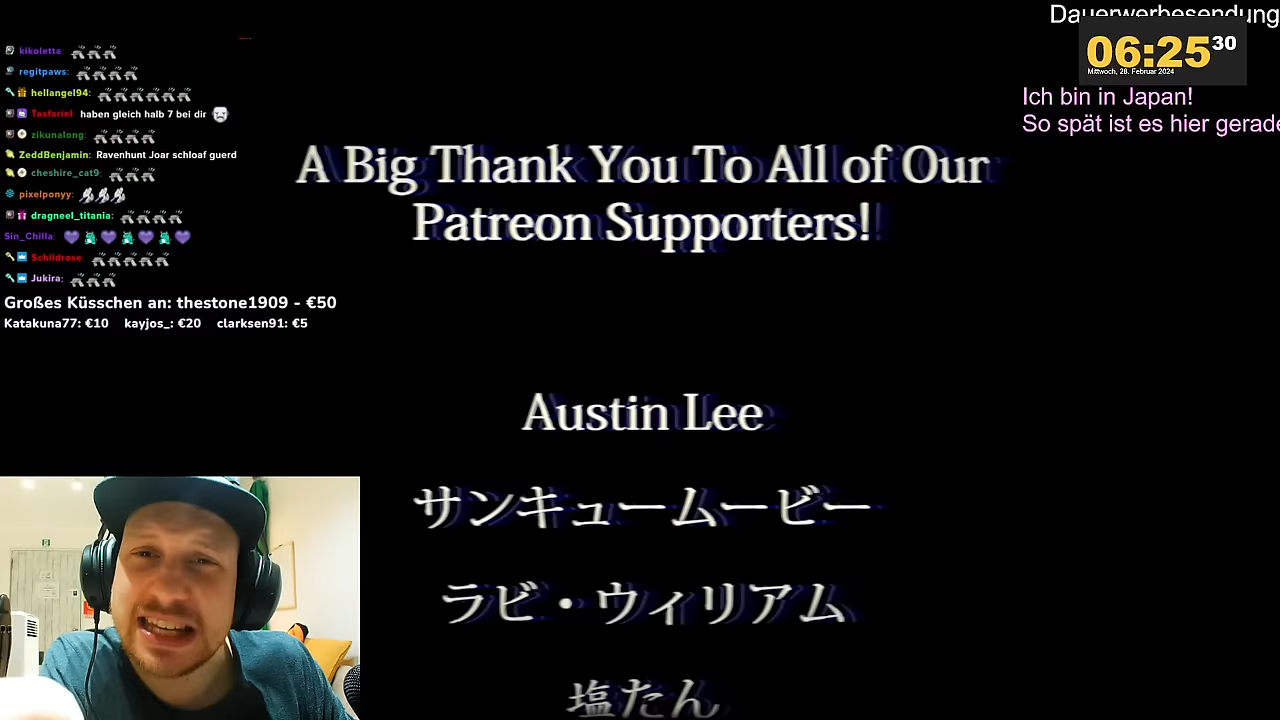 Dauerwerbesendung
06:25 30
Mittwoch, 28. Februar 2024
Ich bin in Japan!
So spät ist es hier gerade
kikoletta:
regitpaws:
hellangel94:
Tasfariel: haben gleich halb 7 bei dir
zikunalong:
ZeddBenjamin: Ravenhunt Joar schloaf guerd
cheshire_cat9:
pixelponyy:
dragneel_titania:
Sin_Chilla:
Schildrose:
Jukira:
Großes Küsschen an: thestone1909 - €50
Katakuna77: €10 kayjos_: €20 clarksen91: €5
A Big Thank You To All of Our
Patreon Supporters!
Austin Lee
サンキュームービー
ラビ・ウィリアム
塩たん